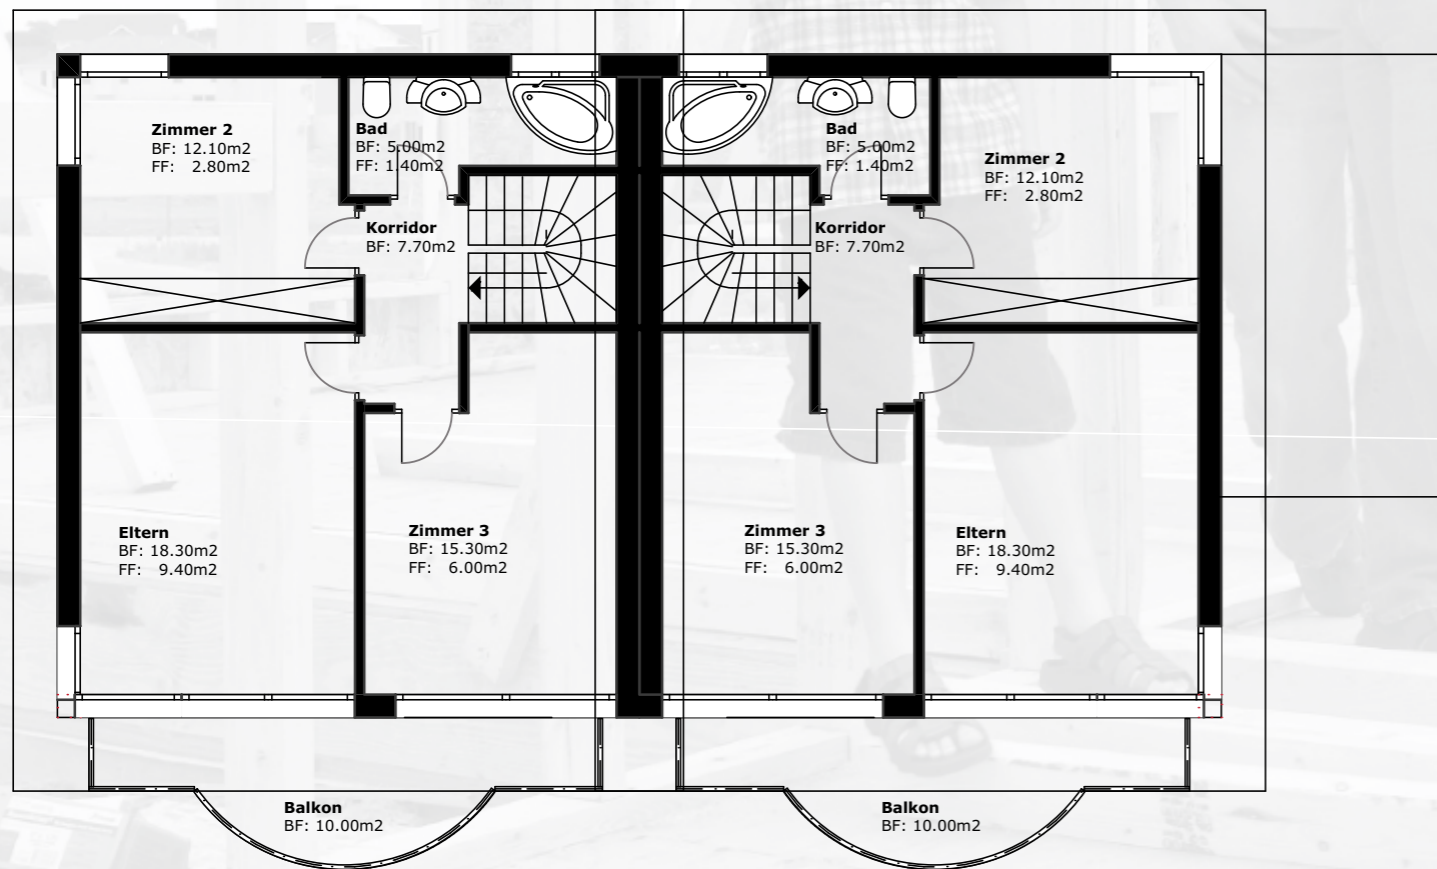 Zimmer 2
BF: 12.10m2
FF: 2.80m2
Bad
BF: 5.00m2
FF: 1.40m2
Korridor
BF: 7.70m2
Bad
BF: 5.00m2
FF: 1.40m2
Korridor
BF: 7.70m2
Zimmer 2
BF: 12.10m2
FF: 2.80m2
Eltern
BF: 18.30m2
FF: 9.40m2
Zimmer 3
BF: 15.30m2
FF: 6.00m2
Zimmer 3
BF: 15.30m2
FF: 6.00m2
Eltern
BF: 18.30m2
FF: 9.40m2
Balkon
BF: 10.00m2
Balkon
BF: 10.00m2